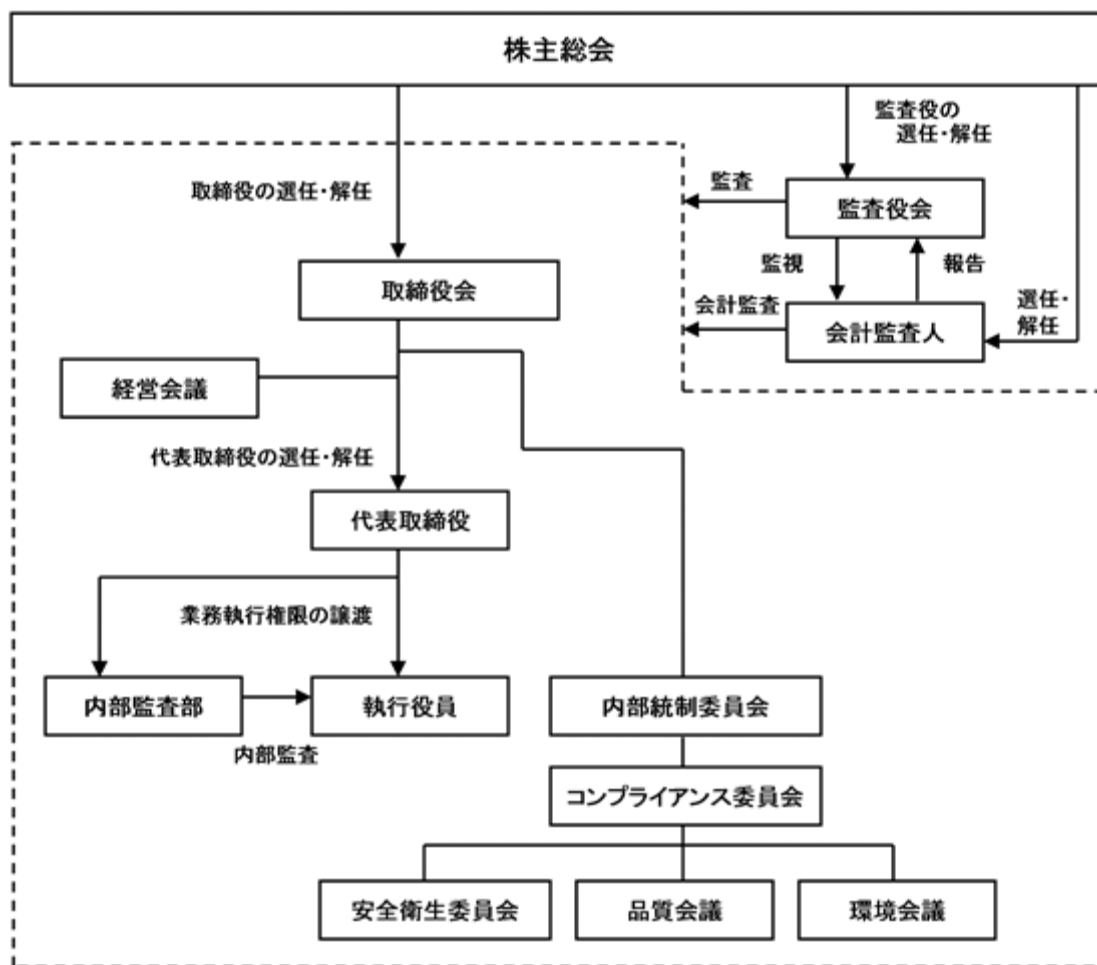 株主総会
監査役の
選任・解任
取締役の選任・解任
監査
監査役会
監視
報告
取締役会
会計監査
会計監査人
選任・
解任
経営会議
代表取締役の選任・解任
代表取締役
業務執行権限の譲渡
内部監査部
執行役員
内部統制委員会
内部監査
コンプライアンス委員会
安全衛生委員会
品質会議
環境会議